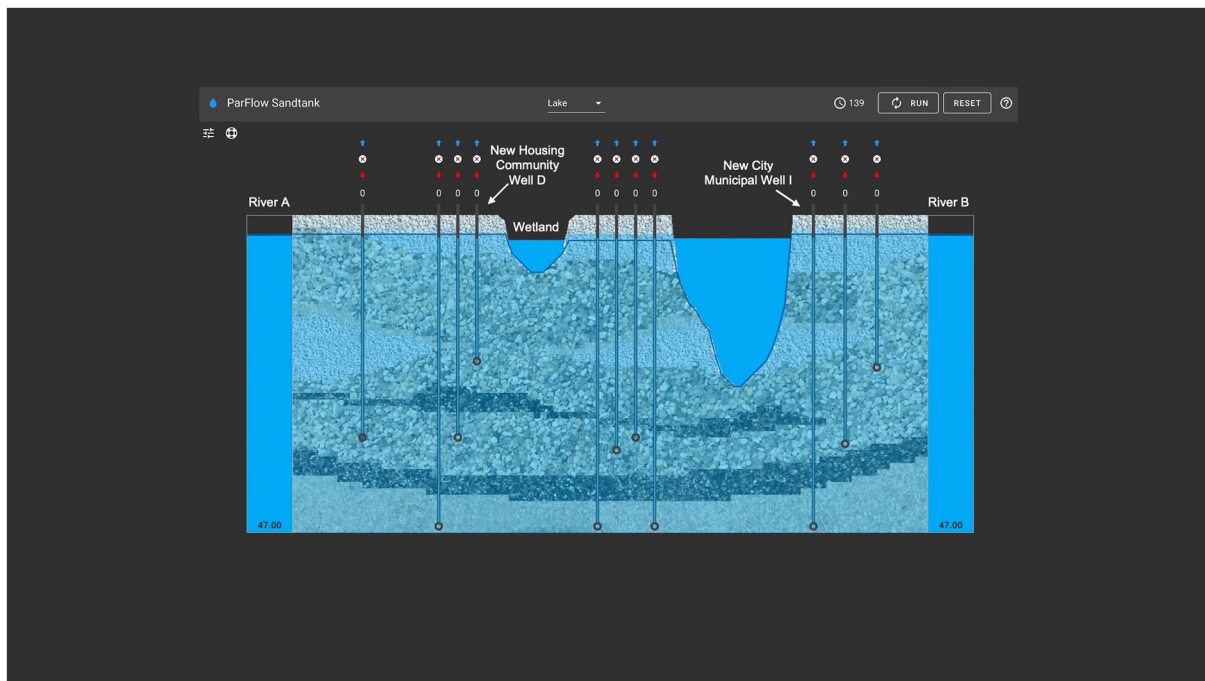 ParFlow Sandtank
Lake
139
RUN
RESET
New Housing
Community
Well D
New City
Municipal Well I
0
0
0
0
0
0
0
0
0
0
0
River A
River B
Wetland
47.00
47.00